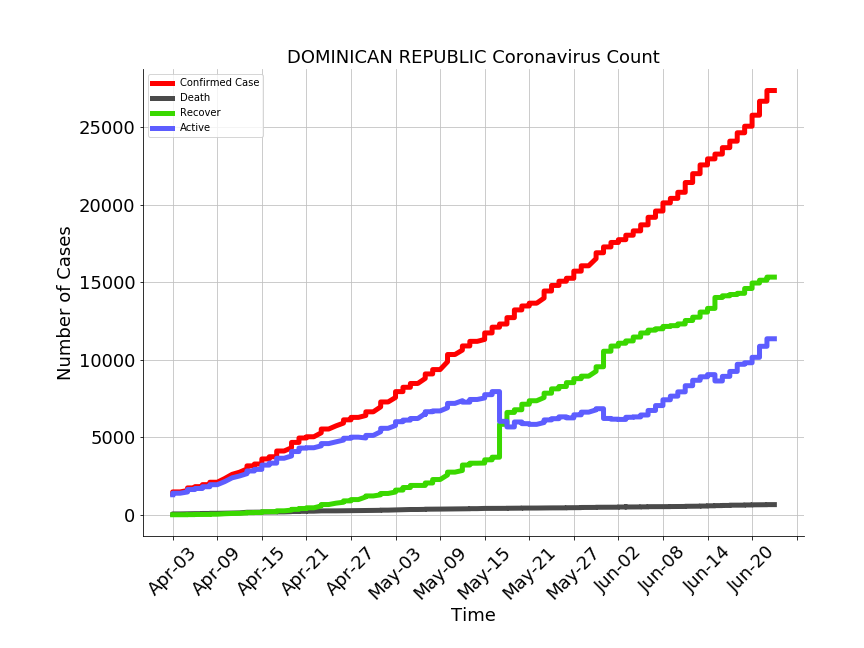 DOMINICAN REPUBLIC Coronavirus Count
Confirmed Case
Death
Recover
Active
Number of Cases
25000
20000
15000
10000
5000
0
Apr-03
Apr-09
Apr-15
Apr-21
Apr-27
May-03
May-09
May-15
May-21
May-27
Jun-02
Jun-08
Jun-14
Jun-20
Time